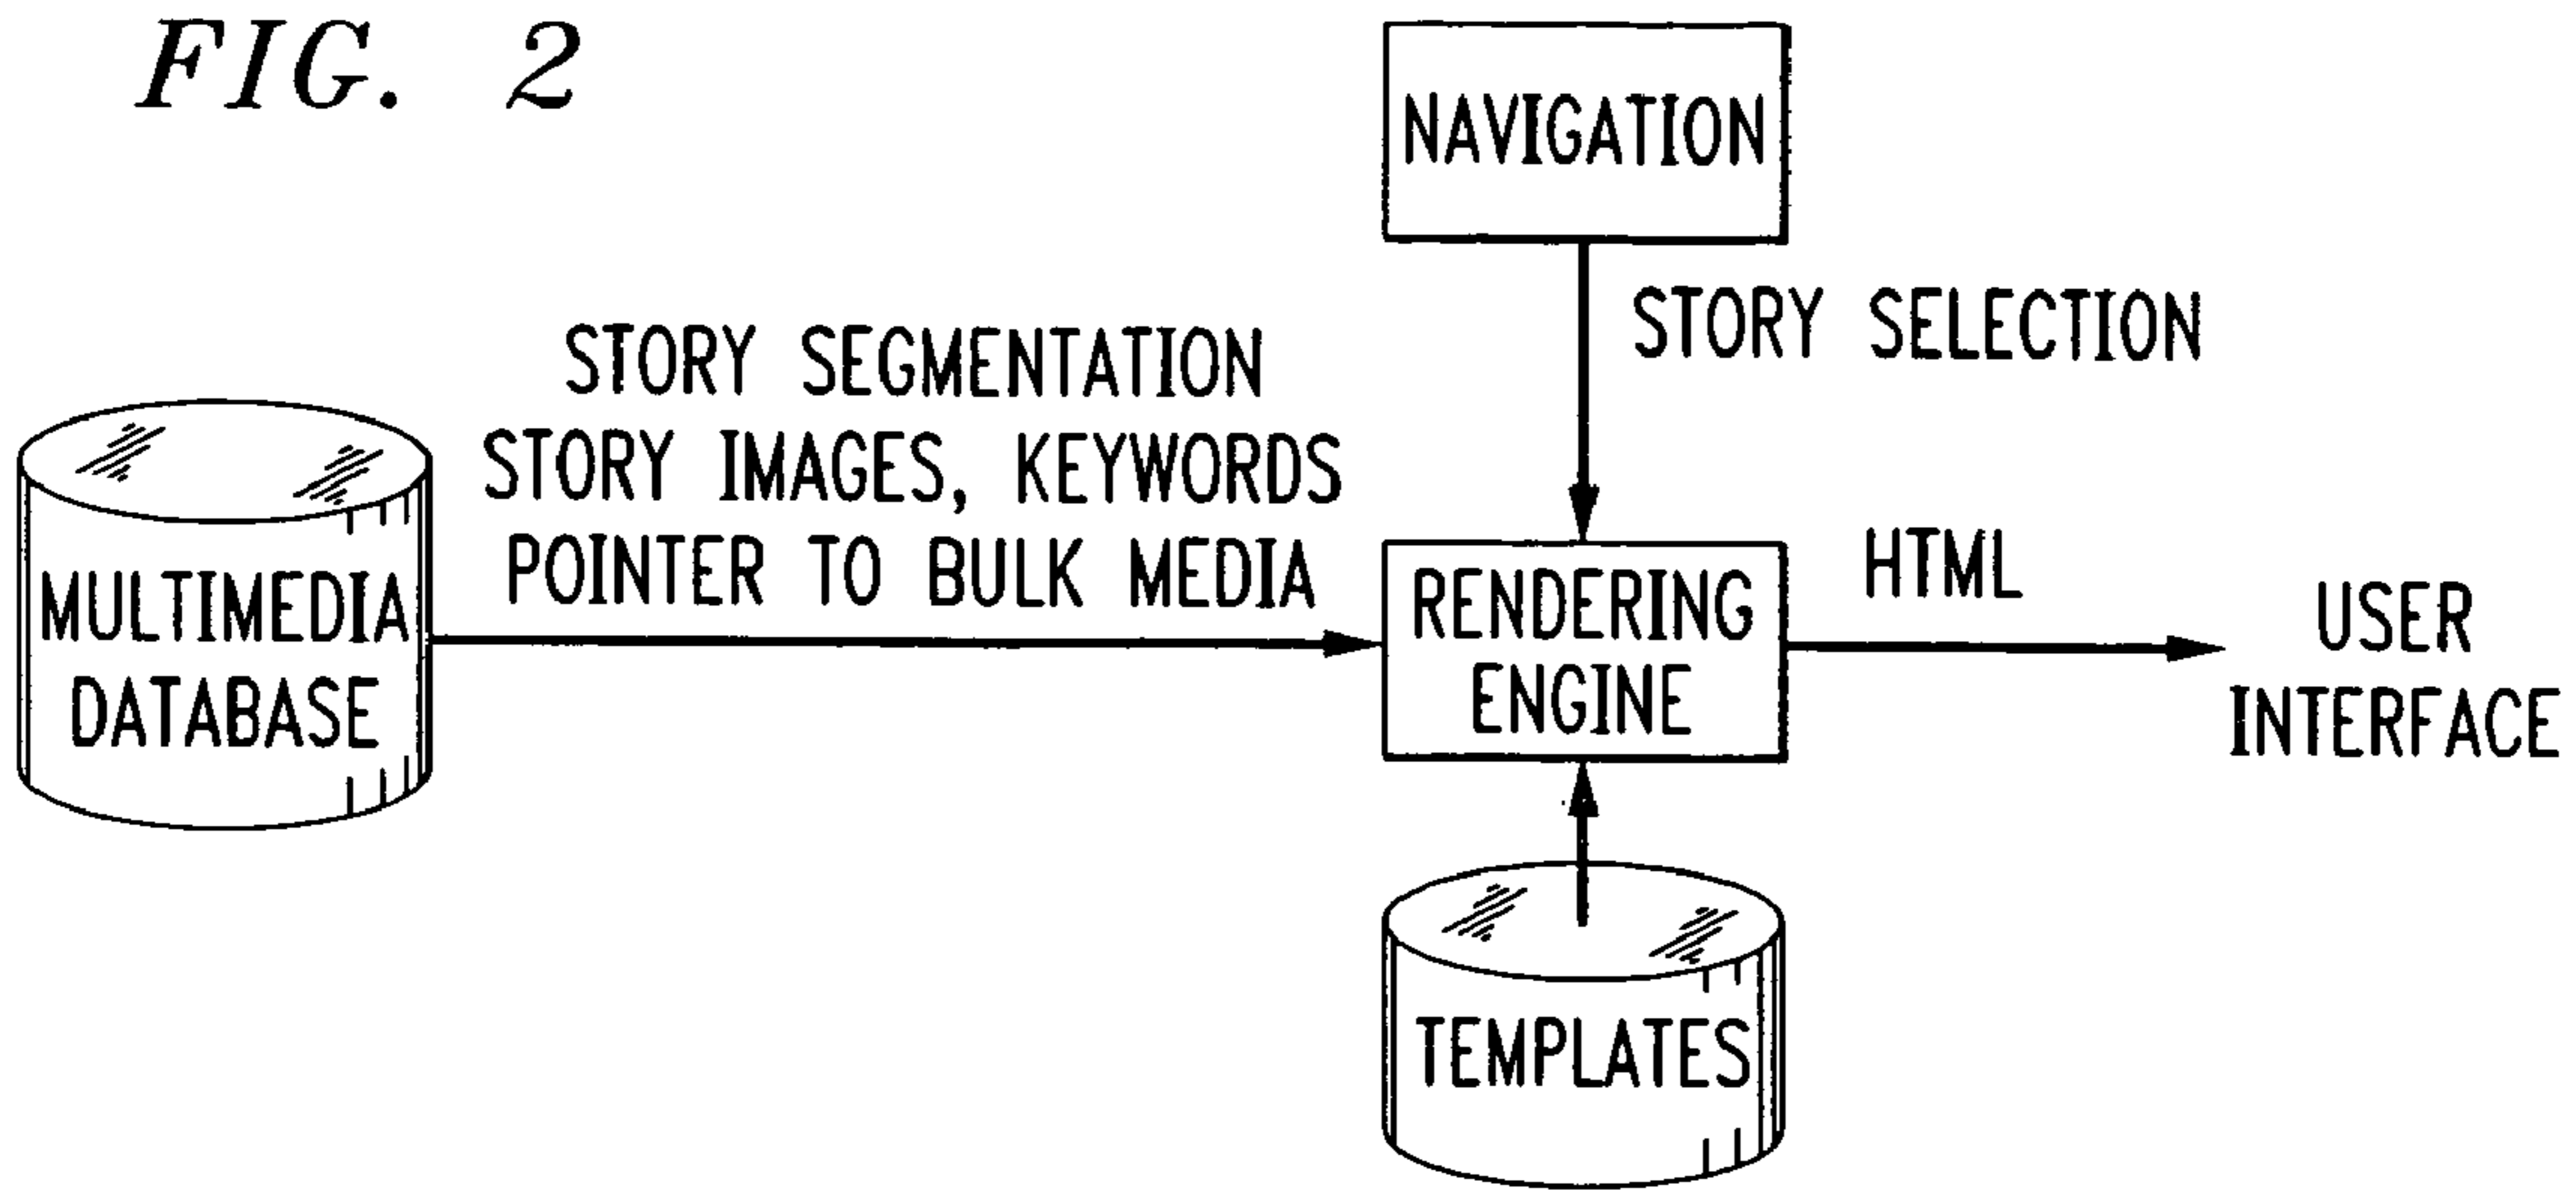 FIG. 2
NAVIGATION
STORY SELECTION
STORY SEGMENTATION
STORY IMAGES, KEYWORDS
POINTER TO BULK MEDIA
MULTIMEDIA
DATABASE
RENDERING
ENGINE
HTML
USER
INTERFACE
TEMPLATES